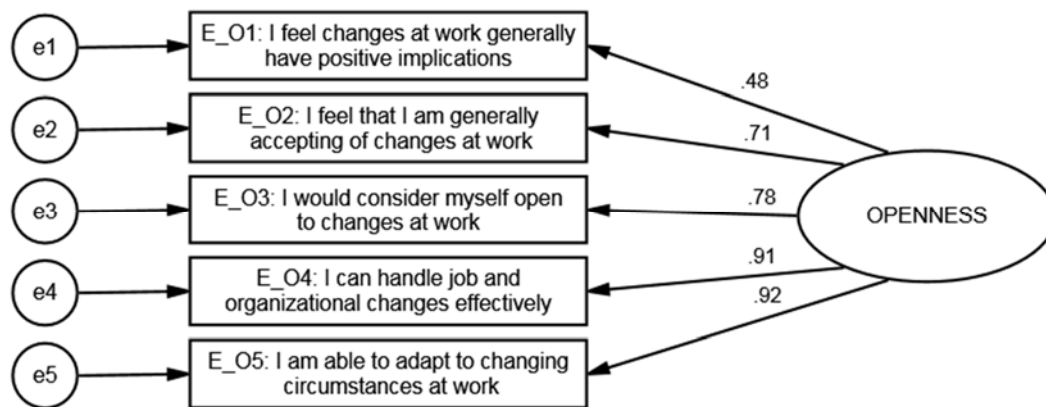 e1
E_O1: I feel changes at work generally
have positive implications
.48
e2
E_O2: I feel that I am generally
accepting of changes at work
.71
e3
E_O3: I would consider myself open
to changes at work
.78
OPENNESS
e4
E_O4: I can handle job and
organizational changes effectively
.91
e5
E_O5: I am able to adapt to changing
circumstances at work
.92